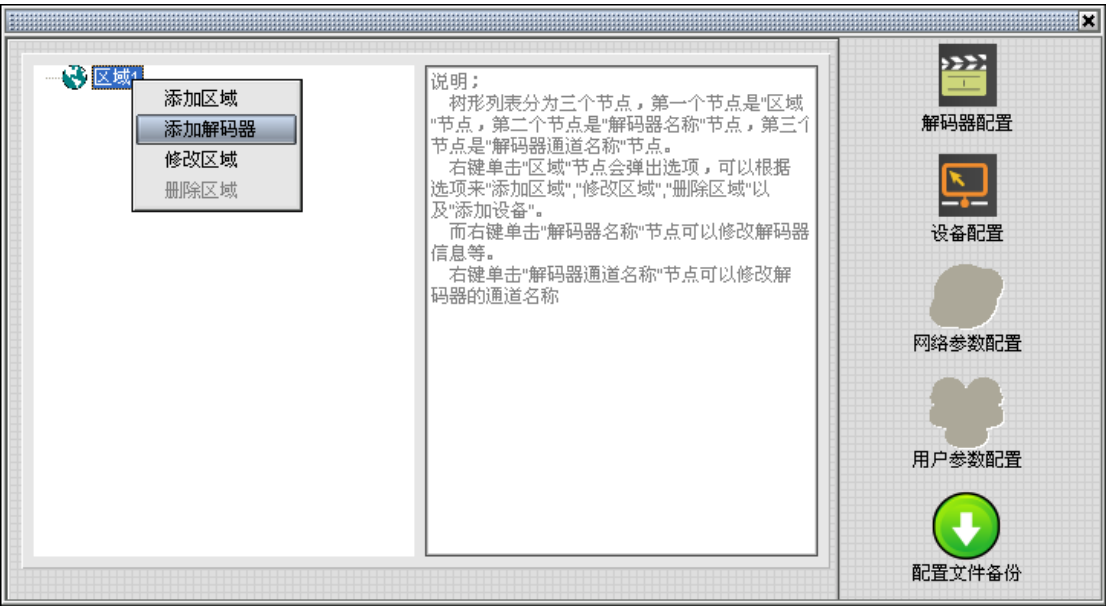 区域1
添加区域
添加解码器
修改区域
删除区域
说明；
树形列表分为三个节点，第一个节点是"区域
"节点，第二个节点是"解码器名称"节点，第三个
节点是"解码器通道名称"节点。
右键单击"区域"节点会弹出选项，可以根据
选项来"添加区域","修改区域","删除区域"以
及"添加设备"。
而右键单击"解码器名称"节点可以修改解码器
信息等。
右键单击"解码器通道名称"节点可以修改解
码器的通道名称
解码器配置
设备配置
网络参数配置
用户参数配置
配置文件备份